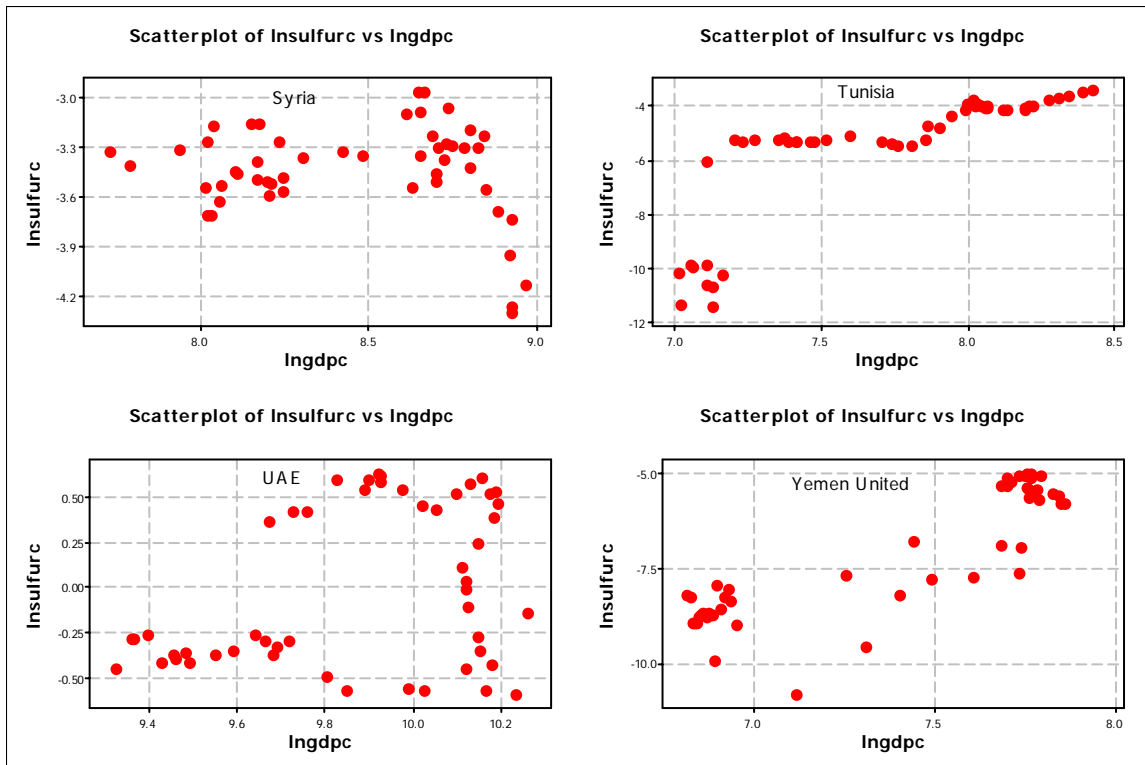 Scatterplot of lnsulfurc vs lngdpc
Syria
-3.0
-3.3
-3.6
-3.9
-4.2
lnsulfurc
8.0 8.5 9.0
lngdpc
Scatterplot of lnsulfurc vs lngdpc
Tunisia
-4
-6
-8
-10
-12
lnsulfurc
7.0 7.5 8.0 8.5
lngdpc
Scatterplot of lnsulfurc vs lngdpc
UAE
0.50
0.25
0.00
-0.25
-0.50
lnsulfurc
9.4 9.6 9.8 10.0 10.2
lngdpc
Scatterplot of lnsulfurc vs lngdpc
Yemen United
-5.0
-7.5
-10.0
lnsulfurc
7.0 7.5 8.0
lngdpc